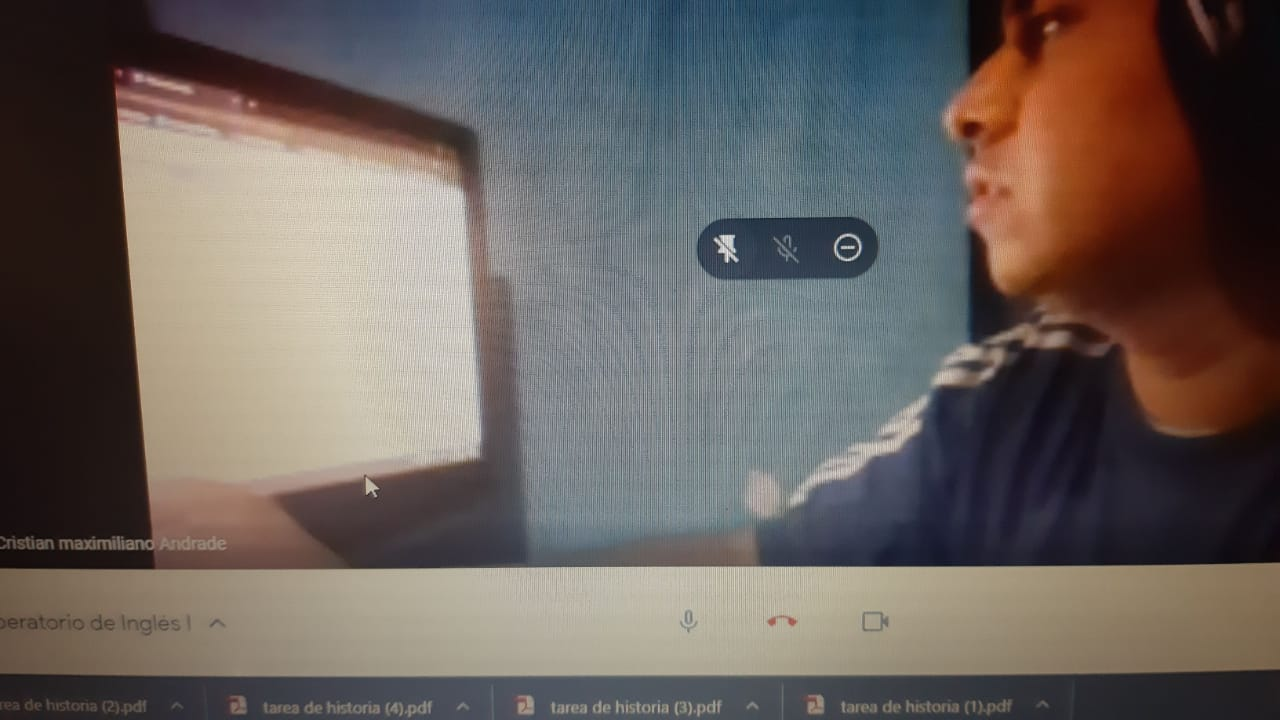 Cristian maximiliano Andrade
peratorio de Inglés I
rea de historia (2).pdf
tarea de historia (4).pdf
tarea de historia (3).pdf
tarea de historia (1).pdf